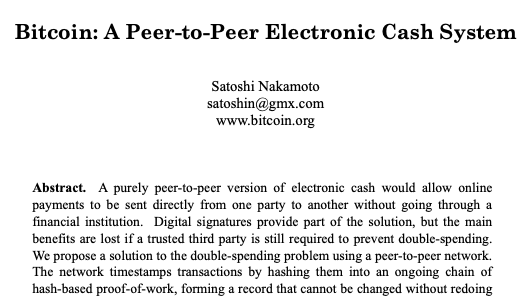 Bitcoin: A Peer-to-Peer Electronic Cash System
Satoshi Nakamoto
satoshin@gmx.com
www.bitcoin.org
Abstract. A purely peer-to-peer version of electronic cash would allow online
payments to be sent directly from one party to another without going through a
financial institution. Digital signatures provide part of the solution, but the main
benefits are lost if a trusted third party is still required to prevent double-spending.
We propose a solution to the double-spending problem using a peer-to-peer network.
The network timestamps transactions by hashing them into an ongoing chain of
hash-based proof-of-work, forming a record that cannot be changed without redoing